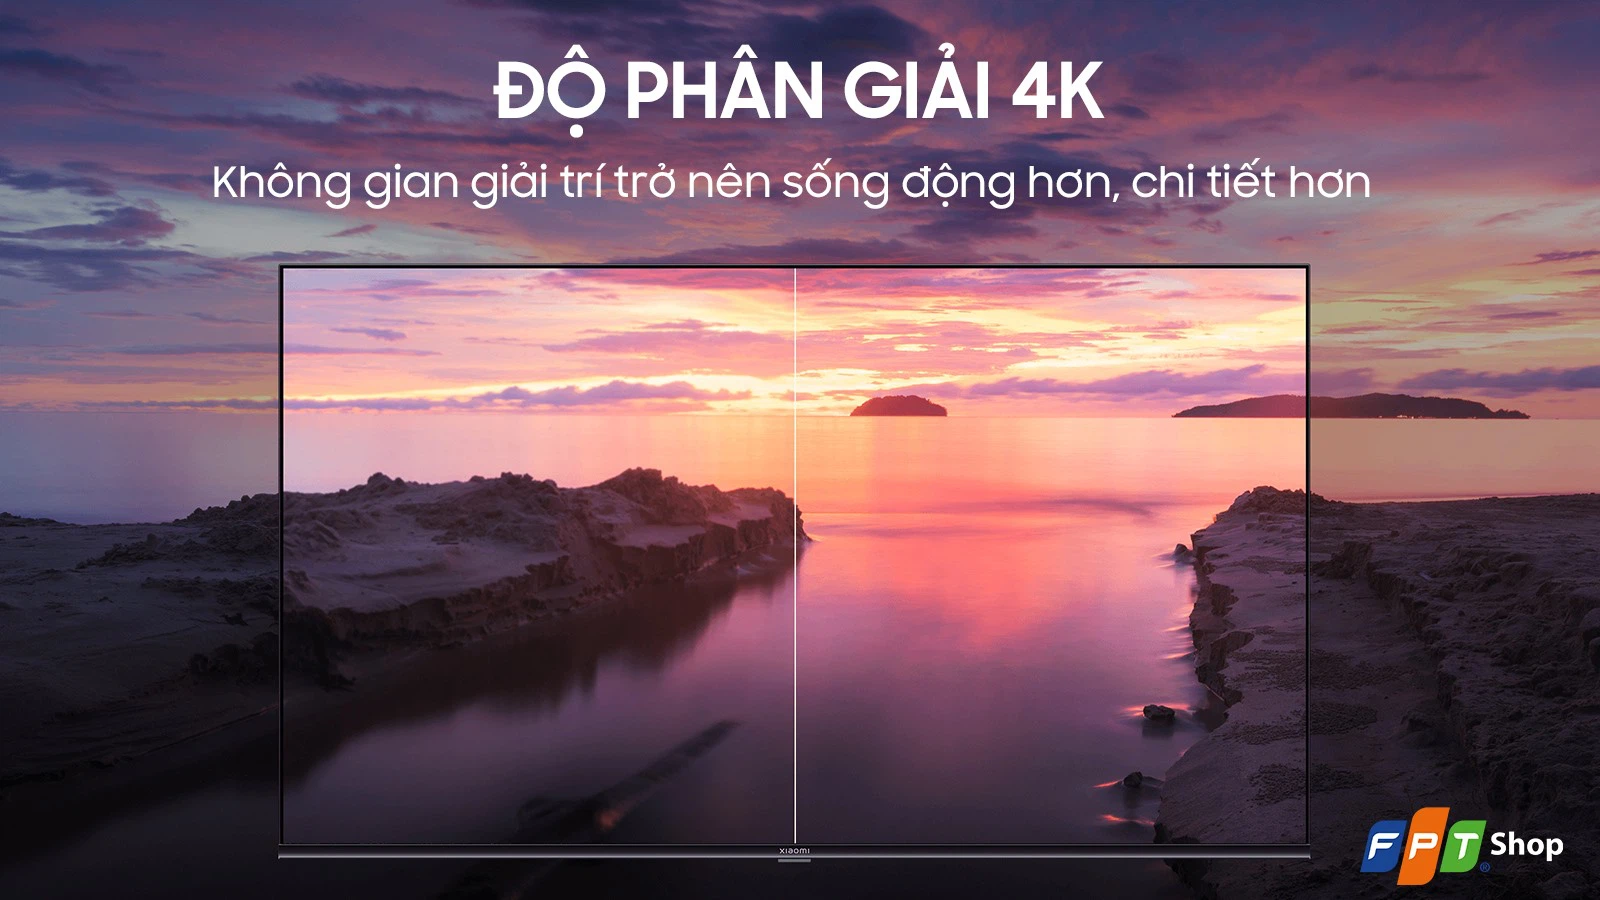 ĐỘ PHÂN GIẢI 4K
Không gian giải trí trở nên sống động hơn, chi tiết hơn
xiaomi
FPT® Shop